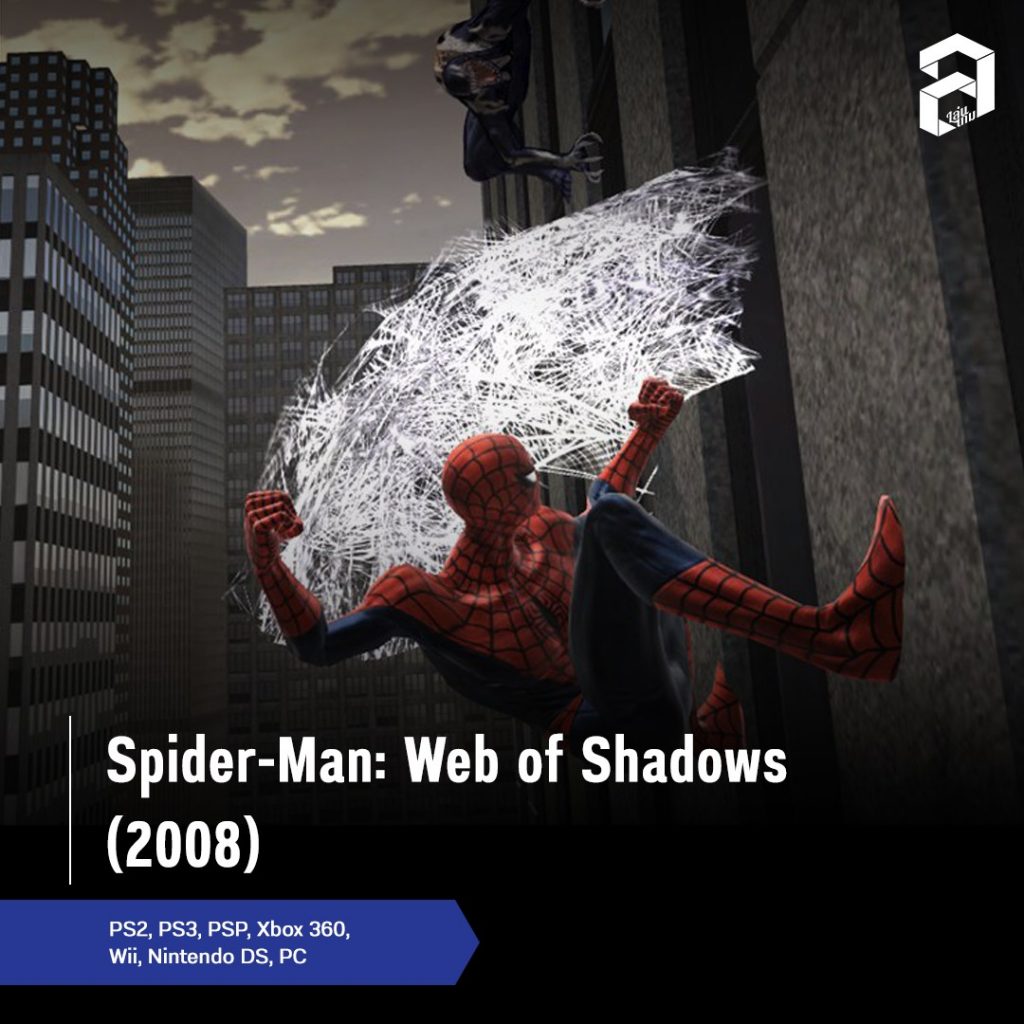 Spider-Man: Web of Shadows
(2008)
PS2, PS3, PSP, Xbox 360,
Wii, Nintendo DS, PC